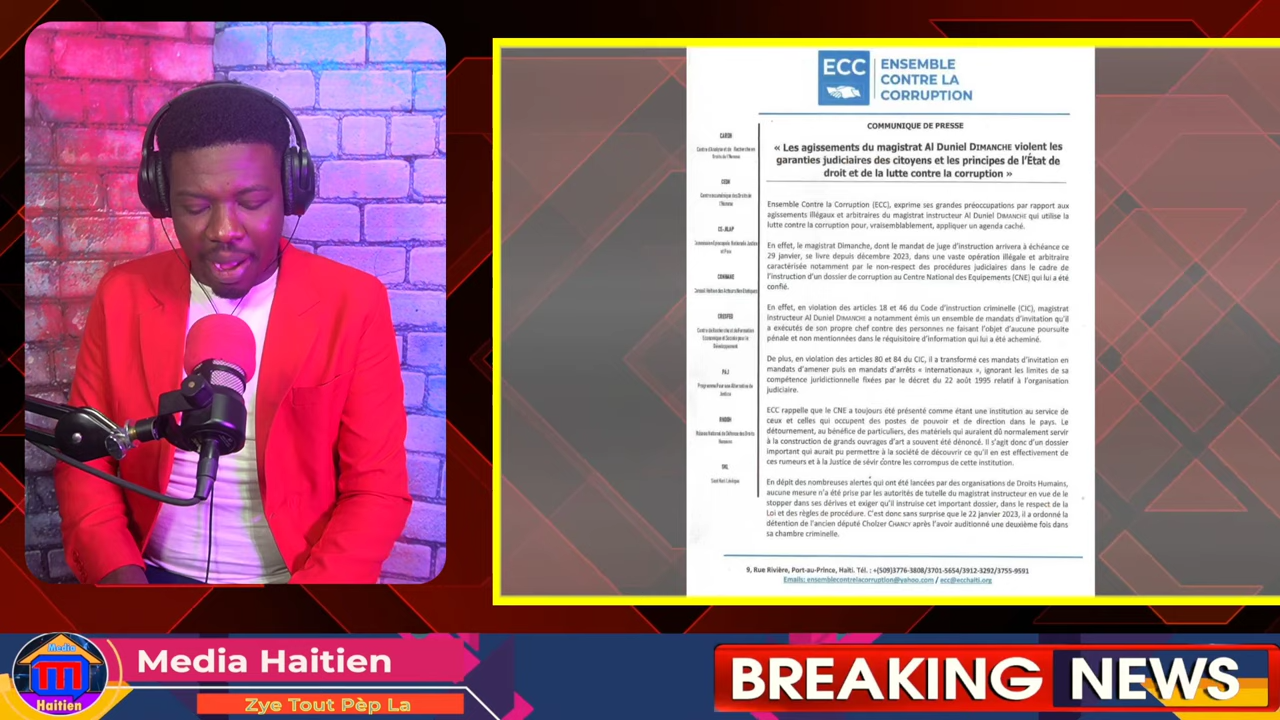 ECC
ENSEMBLE
CONTRE LA
CORRUPTION
COMMUNIQUE DE PRESSE
« Les agissements du magistrat Al Duniel DIMANCHE violent les
garanties judiciaires des citoyens et les principes de l'État de
droit et de la lutte contre la corruption »
Ensemble Contre la Corruption (ECC), exprime ses grandes préoccupations par rapport aux
agissements illégaux et arbitraires du magistrat instructeur Al Duniel DIMANCHE qui utilise la
lutte contre la corruption pour, vraisemblablement, appliquer un agenda caché.
En effet, le magistrat Dimanche, dont le mandat de juge d'instruction arrivera à échéance ce
29 janvier, se livre depuis décembre 2023, dans une vaste opération illégale et arbitraire
caractérisée notamment par le non-respect des procédures judiciaires dans le cadre de
l'instruction d'un dossier de corruption au Centre National des Equipements (CNE) qui lui a été
confié.
En effet, en violation des articles 18 et 46 du Code d'instruction criminelle (CIC), magistrat
instructeur Al Duniel DIMANCHE a notamment émis un ensemble de mandats d'invitation qu'il
a exécutés de son propre chef contre des personnes ne faisant l'objet d'aucune poursuite
pénale et non mentionnées dans le réquisitoire d'information qui lui a été acheminé.
De plus, en violation des articles 80 et 84 du CIC, il a transformé ces mandats d'invitation en
mandats d'amener puis en mandats d'arrêts « internationaux », ignorant les limites de sa
compétence juridictionnelle fixées par le décret du 22 août 1995 relatif à l'organisation
judiciaire.
ECC rappelle que le CNE a toujours été présenté comme étant une institution au service de
ceux et celles qui occupent des postes de pouvoir et de direction dans le pays. Le
détournement, au bénéfice de particuliers, des matériels qui auraient dû normalement servir
à la construction de grands ouvrages d'art a souvent été dénoncé. Il s'agit donc d'un dossier
important qui aurait pu permettre à la société de découvrir ce qu'il en est effectivement de
ces rumeurs et à la Justice de sévir contre les corrompus de cette institution.
En dépit des nombreuses alertes qui ont été lancées par des organisations de Droits Humains,
aucune mesure n'a été prise par les autorités de tutelle du magistrat instructeur en vue de le
stopper dans ses dérives et exiger qu'il instruise cet important dossier, dans le respect de la
Loi et des règles de procédure. C'est donc sans surprise que le 22 janvier 2023, il a ordonné la
détention de l'ancien député Cholzer CHANCY après l'avoir auditionné une deuxième fois dans
sa chambre criminelle.
9, Rue Rivière, Port-au-Prince, Haïti. Tél. : +(509)3776-3808/3701-5654/3912-3292/3755-9591
Emails: ensemblecontrelacorruption@yahoo.com / ecc@ecchaiti.org
Media
Haitien
Media Haitien
Zye Tout Pèp La
BREAKING NEWS